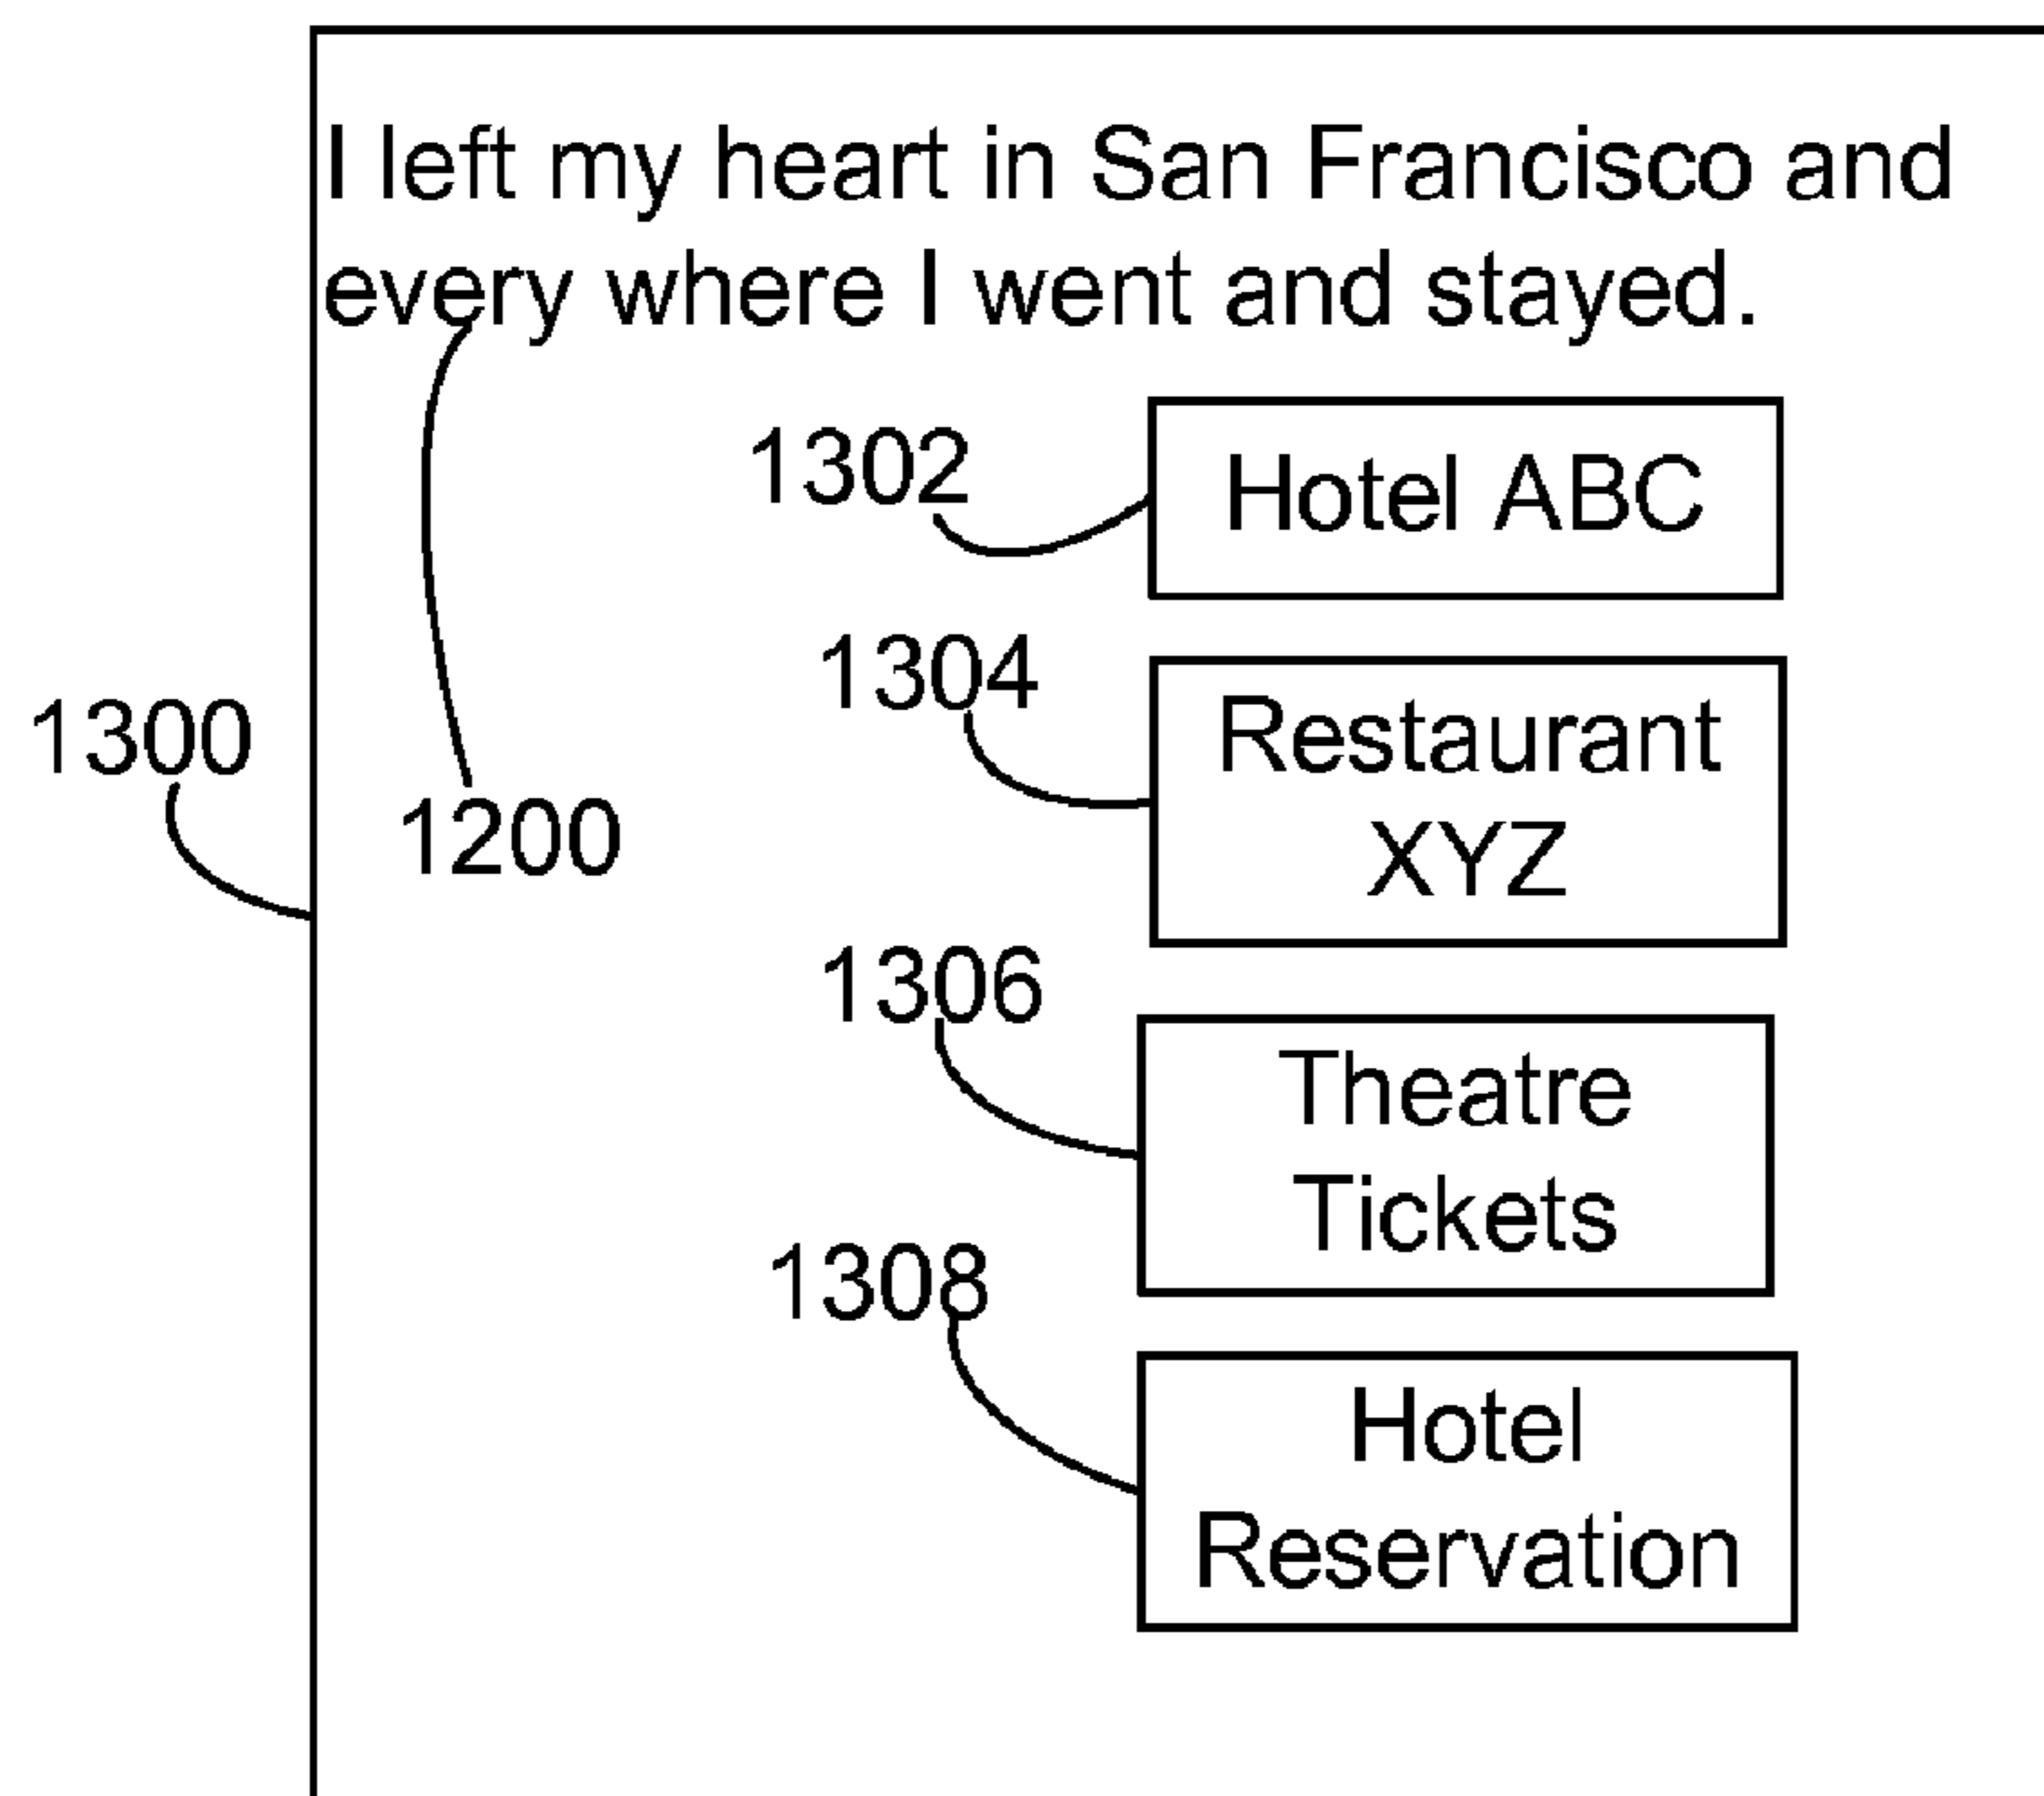 I left my heart in San Francisco and
every where I went and stayed.
1302
Hotel ABC
1304
Restaurant
XYZ
1300
1200
1306
Theatre
Tickets
1308
Hotel
Reservation